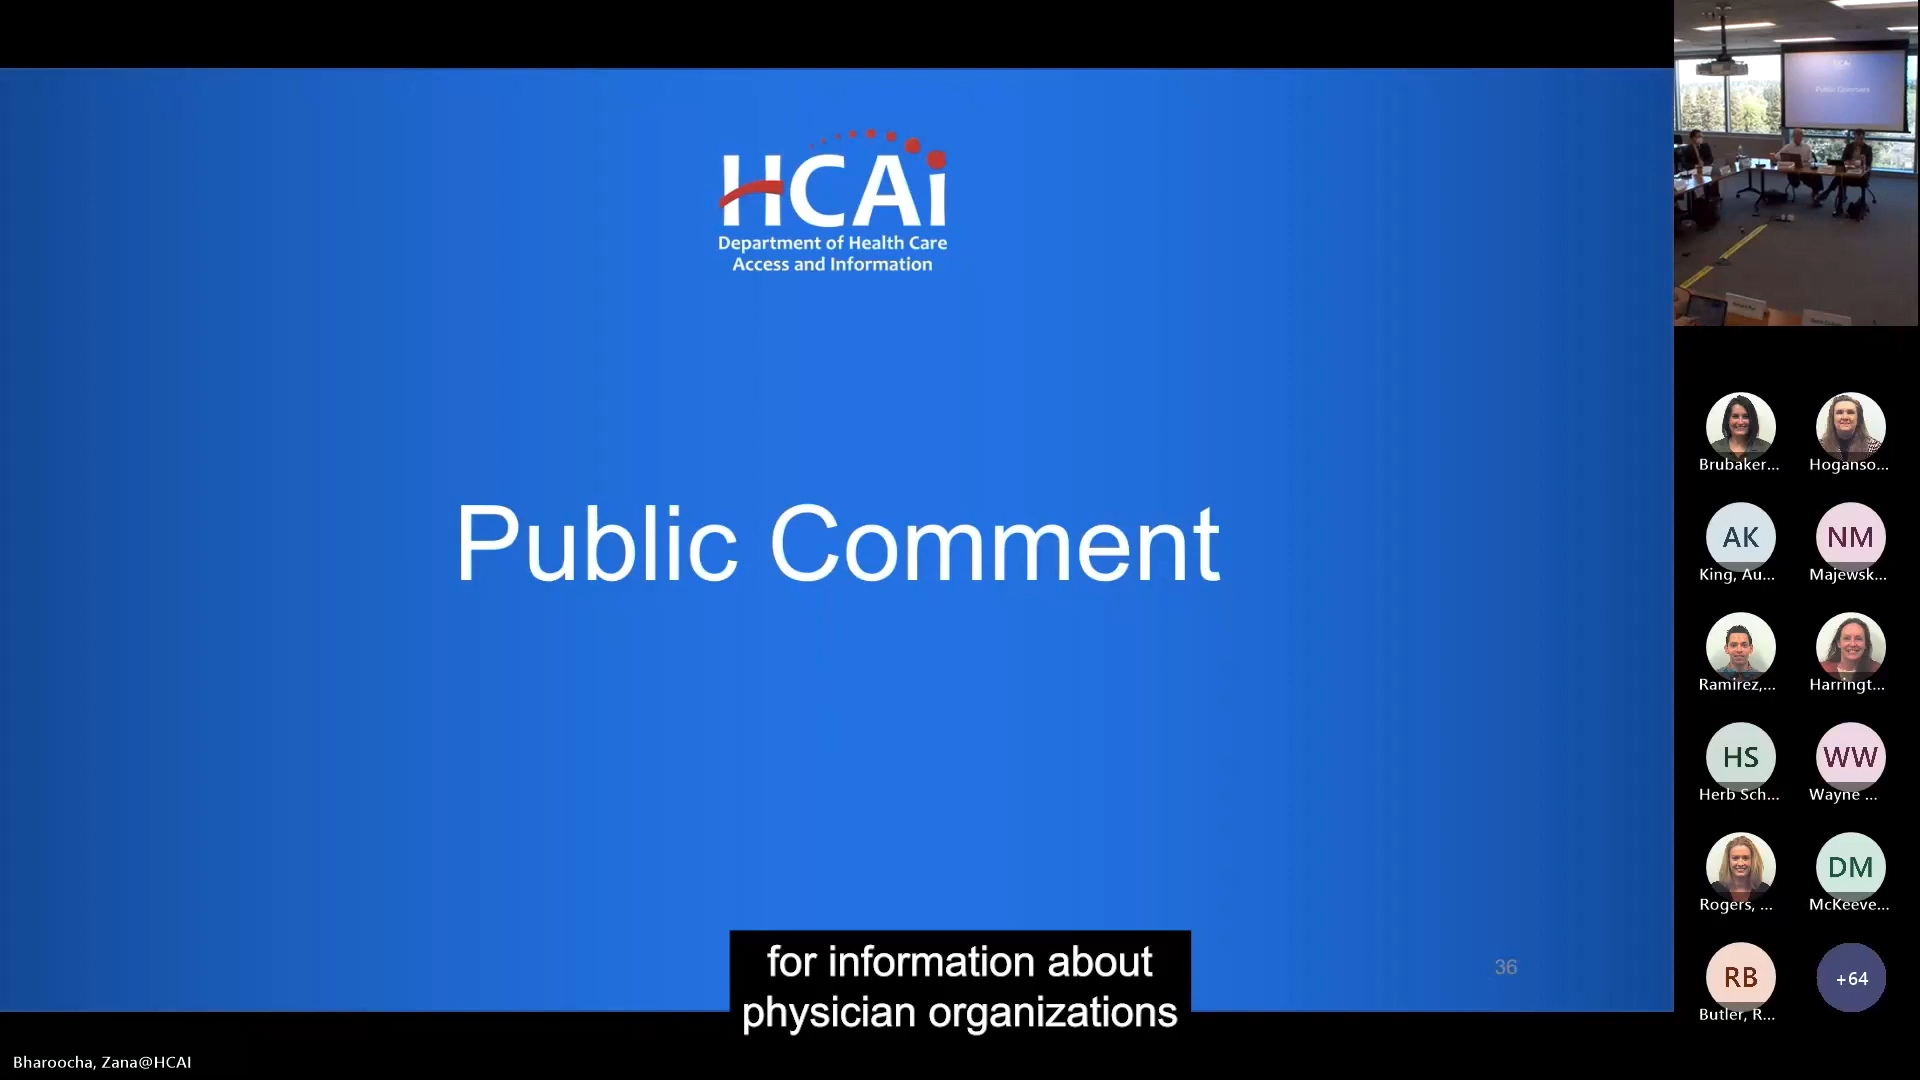 HCAi
Department of Health Care
Access and Information
Public Comment
for information about
physician organizations
36
Public Comment
Brubaker...
Hoganso...
AK
King, Au...
NM
Majewsk...
Ramirez,...
Harringt...
HS
Herb Sch...
WW
Wayne ...
Rogers, ...
DM
McKeeve...
RB
Butler, R...
+64
Bharoocha, Zana@HCAI